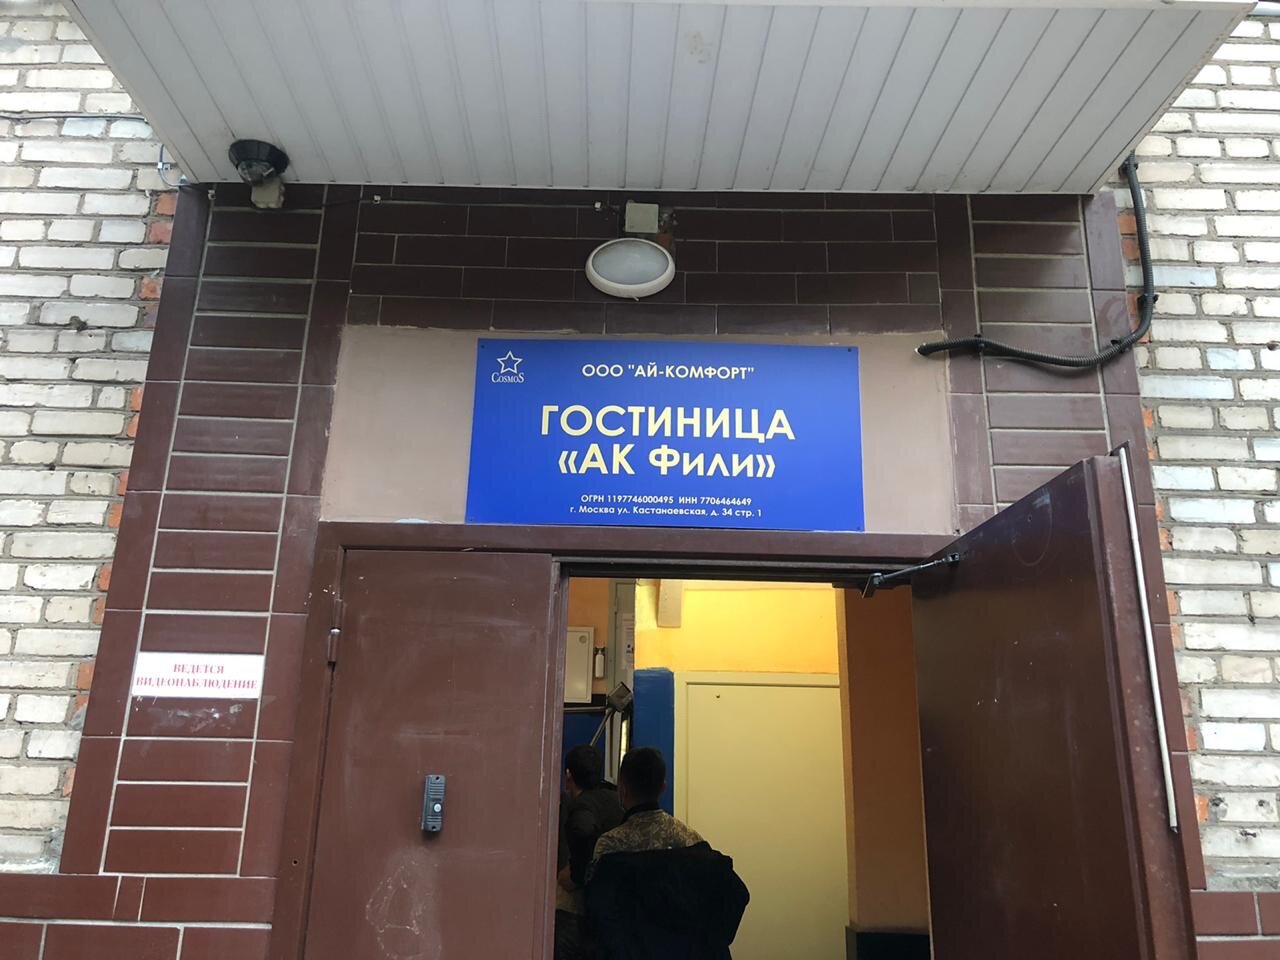 COSMOS
ООО "АЙ-КОМФОРТ"
ГОСТИНИЦА
«АК Фили»
ОГРН 1197746000495 ИНН 7706464649
г. Москва ул. Кастанаевская, д. 34 стр. 1
ВЕДЕТСЯ
ВИДЕОНАБЛЮДЕНИЕ